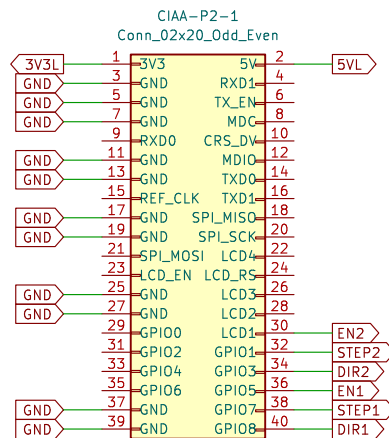 CIAA-P2-1
Conn_02x20_Odd_Even
3V3L 1 3V3 5V 2 5VL
GND 3 GND RXD1 4
GND 5 GND TX_EN 6
GND 7 GND MDC 8
9 RXD0 CRS_DV 10
GND 11 GND MDIO 12
GND 13 GND TXD0 14
15 REF_CLK TXD1 16
GND 17 GND SPI_MISO 18
GND 19 GND SPI_SCK 20
21 SPI_MOSI LCD4 22
23 LCD_EN LCD_RS 24
GND 25 GND LCD3 26
GND 27 GND LCD2 28
29 GPIO0 LCD1 30 EN2
31 GPIO2 GPIO1 32 STEP2
33 GPIO4 GPIO3 34 DIR2
35 GPIO6 GPIO5 36 EN1
GND 37 GND GPIO7 38 STEP1
GND 39 GND GPIO8 40 DIR1